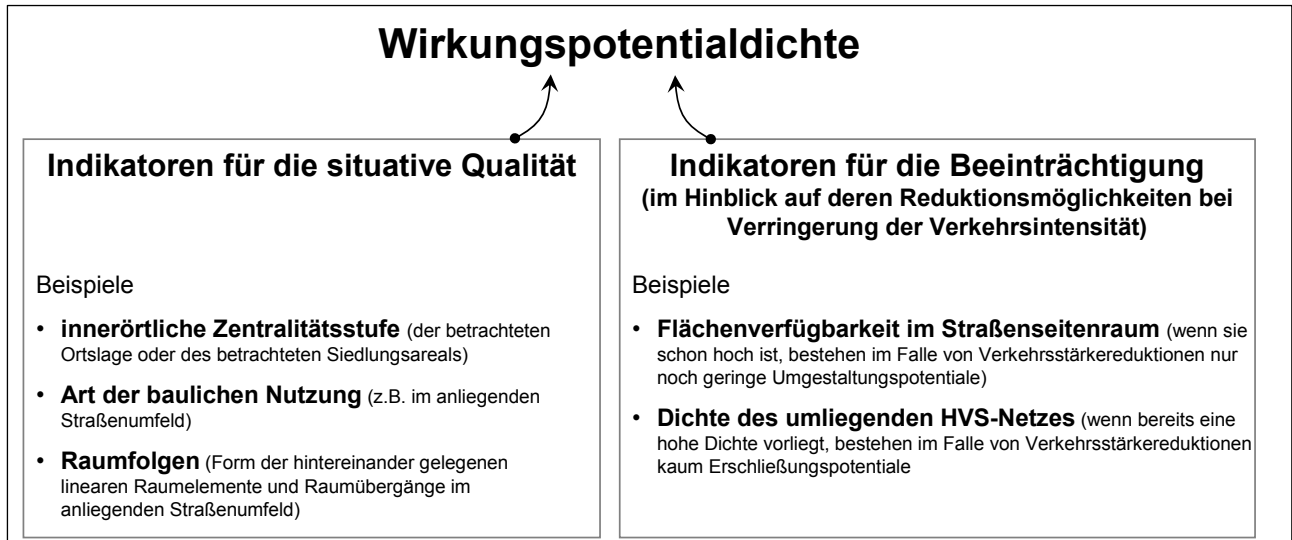 Wirkungspotentialdichte
Indikatoren für die situative Qualität
Beispiele
• innerörtliche Zentralitätsstufe (der betrachteten
Ortslage oder des betrachteten Siedlungsareals)
• Art der baulichen Nutzung (z.B. im anliegenden
Straßenumfeld)
• Raumfolgen (Form der hintereinander gelegenen
linearen Raumelemente und Raumübergänge im
anliegenden Straßenumfeld)
Indikatoren für die Beeinträchtigung
(im Hinblick auf deren Reduktionsmöglichkeiten bei
Verringerung der Verkehrsintensität)
Beispiele
• Flächenverfügbarkeit im Straßenseitenraum (wenn sie
schon hoch ist, bestehen im Falle von Verkehrsstärkereduktionen nur
noch geringe Umgestaltungspotentiale)
• Dichte des umliegenden HVS-Netzes (wenn bereits eine
hohe Dichte vorliegt, bestehen im Falle von Verkehrsstärkereduktionen
kaum Erschließungspotentiale